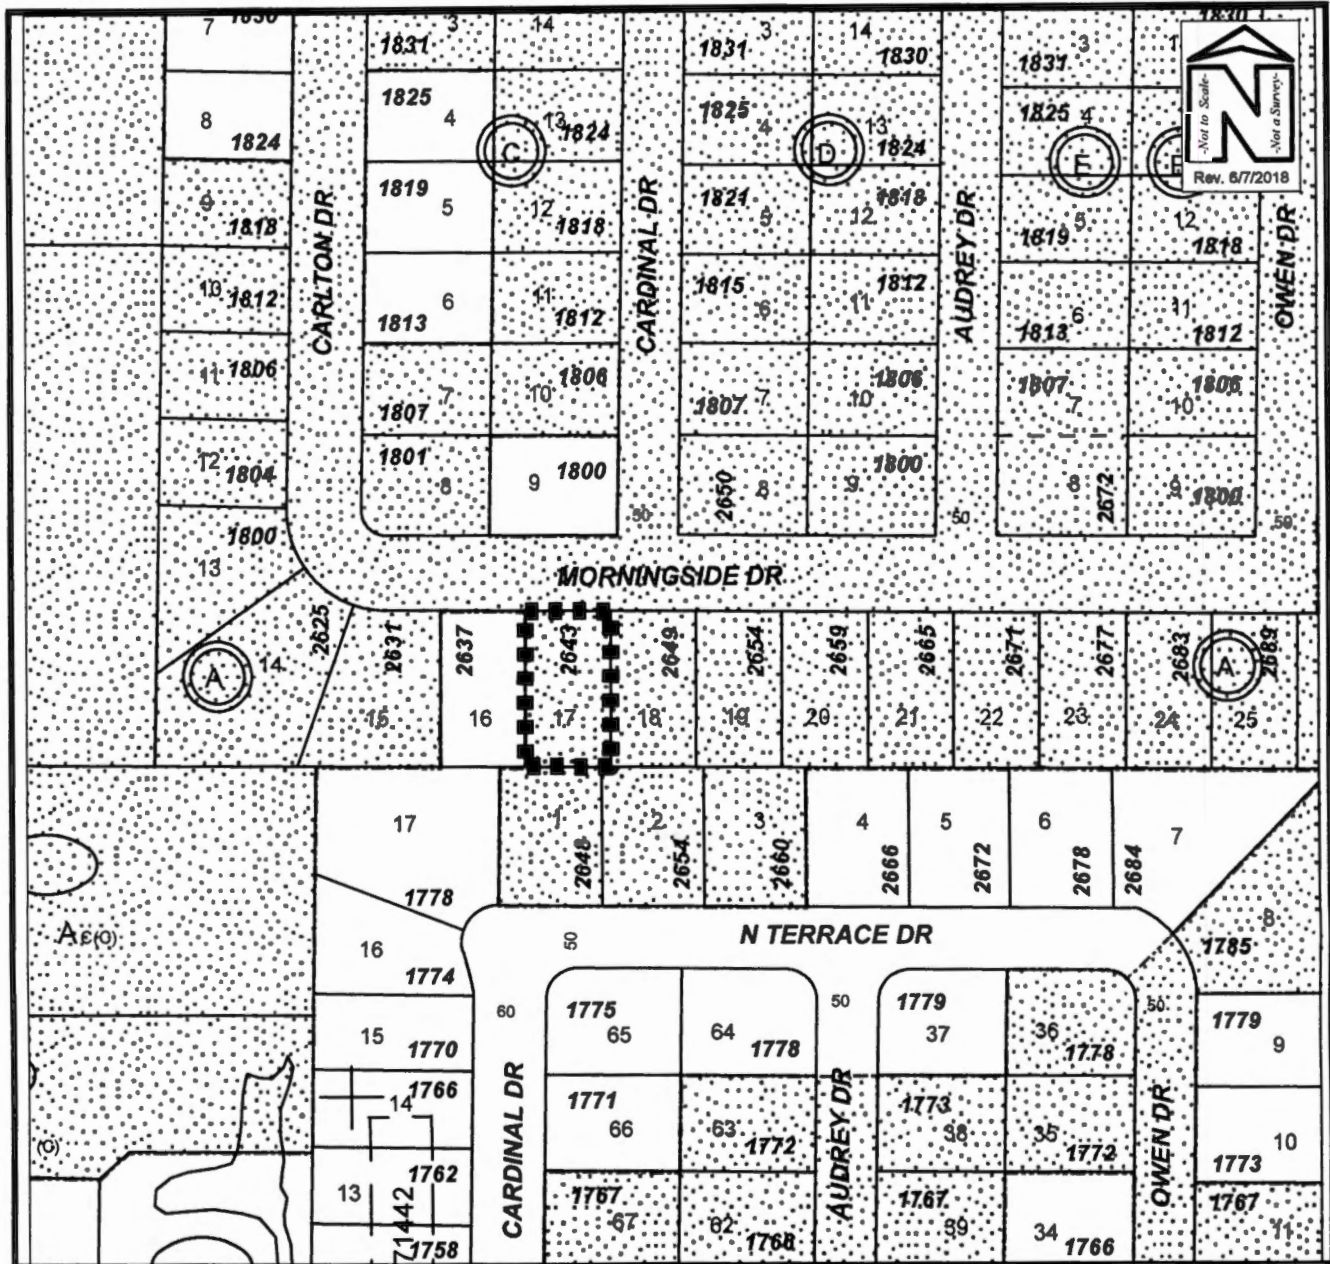 7 1830
8 1824
9 1818
10 1812
11 1806
12 1804
1800
13
CARLTON DR
1831 3 14
1825 4 13 1824
C
1819 5 12 1818
1813 6 11 1812
1807 7 10 1806
1801 8 9 1800
CARDINAL DR
50
1831 3 14 1830
1825 4 13 1824
D
1821 5 12 1818
1815 6 11 1812
1807 7 10 1806
2650 8 9 1800
AUDREY DR
50
1831 3 1830
1825 4
E
1819 5 12 1818
1813 6 11 1812
1807 7 10 1806
8 2672 9 1800
OWEN DR
50
N
-Not to Scale-
-Not a Survey-
Rev. 6/7/2018
MORNINGSIDE DR
2625 2631 2637 2643 2649 2654 2659 2665 2671 2677 2683 2689
A 14 15 16 17 18 19 20 21 22 23 24 A 25
17 1778
1 2648
2 2654
3 2660
4 2666
5 2672
6 2678
2684 7
8 1785
N TERRACE DR
50
AE(O)
16 1774
15 1770
1766
14
1762
13
71442
1758
(O)
60
CARDINAL DR
1775 65 64 1778
1771 66 63 1772
1767 67 62 1766
50
AUDREY DR
1779 37 36 1778
1773 38 35 1772
1767 39 34 1766
50
OWEN DR
1779 9
10 1773
1767 11